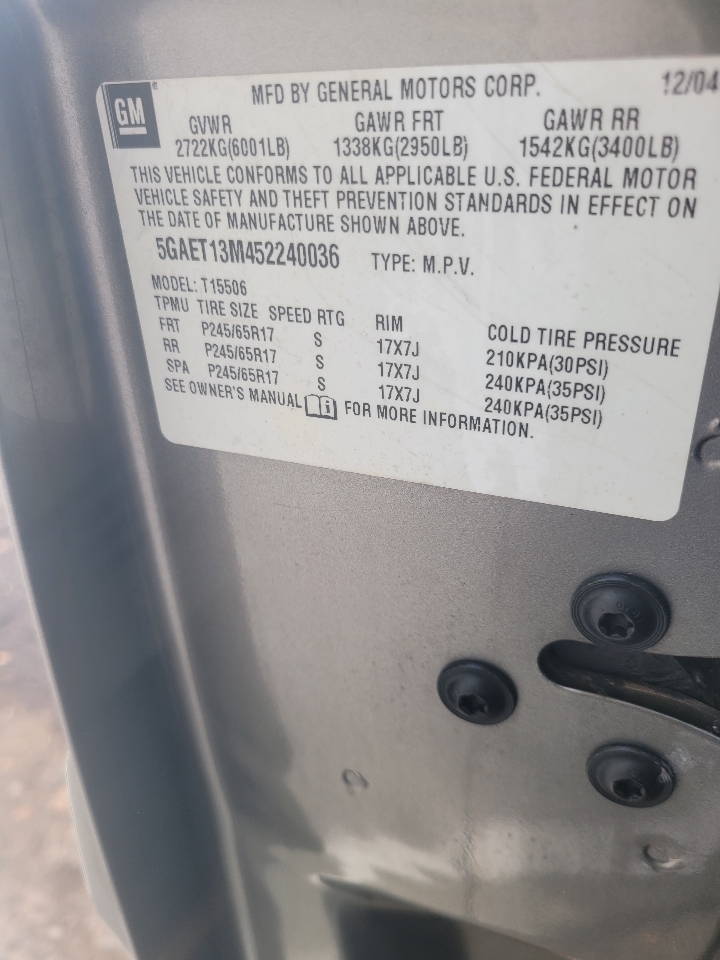 GM
MFD BY GENERAL MOTORS CORP. 12/04
GVWR GAWR FRT GAWR RR
2722KG(6001LB) 1338KG(2950LB) 1542KG(3400LB)
THIS VEHICLE CONFORMS TO ALL APPLICABLE U.S. FEDERAL MOTOR
VEHICLE SAFETY AND THEFT PREVENTION STANDARDS IN EFFECT ON
THE DATE OF MANUFACTURE SHOWN ABOVE.
5GAET13M452240036 TYPE: M.P.V.
MODEL: T15506
TPMU TIRE SIZE SPEED RTG RIM COLD TIRE PRESSURE
FRT P245/65R17 S 17X7J 210KPA(30PSI)
RR P245/65R17 S 17X7J 240KPA(35PSI)
SPA P245/65R17 S 17X7J 240KPA(35PSI)
SEE OWNER'S MANUAL FOR MORE INFORMATION.